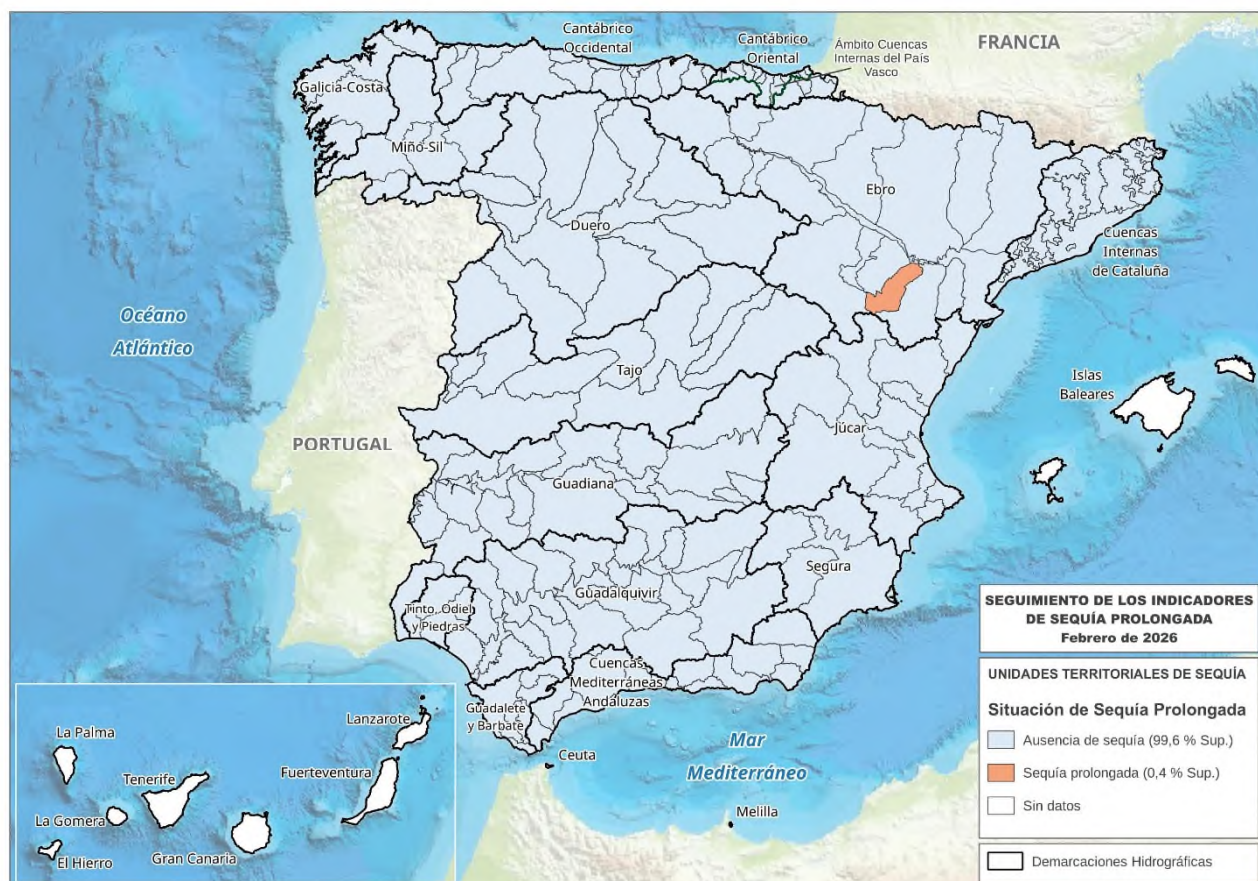 Cantábrico
Occidental
Cantábrico
Oriental
Ámbito Cuencas
Internas del País
Vasco
FRANCIA
Galicia-Costa
Miño-Sil
Ebro
Duero
Cuencas
Internas
de Cataluña
Océano
Atlántico
Tajo
Islas
Baleares
PORTUGAL
Júcar
Guadiana
Segura
Guadalquivir
Tinto, Odiel
y Piedras
Cuencas
Mediterráneas
Andaluzas
Guadalete
y Barbate
Ceuta
Mar
Mediterráneo
Melilla
La Palma
Lanzarote
Tenerife
Fuerteventura
La Gomera
El Hierro
Gran Canaria
SEGUIMIENTO DE LOS INDICADORES
DE SEQUÍA PROLONGADA
Febrero de 2026
UNIDADES TERRITORIALES DE SEQUÍA
Situación de Sequía Prolongada
Ausencia de sequía (99,6 % Sup.)
Sequía prolongada (0,4 % Sup.)
Sin datos
Demarcaciones Hidrográficas